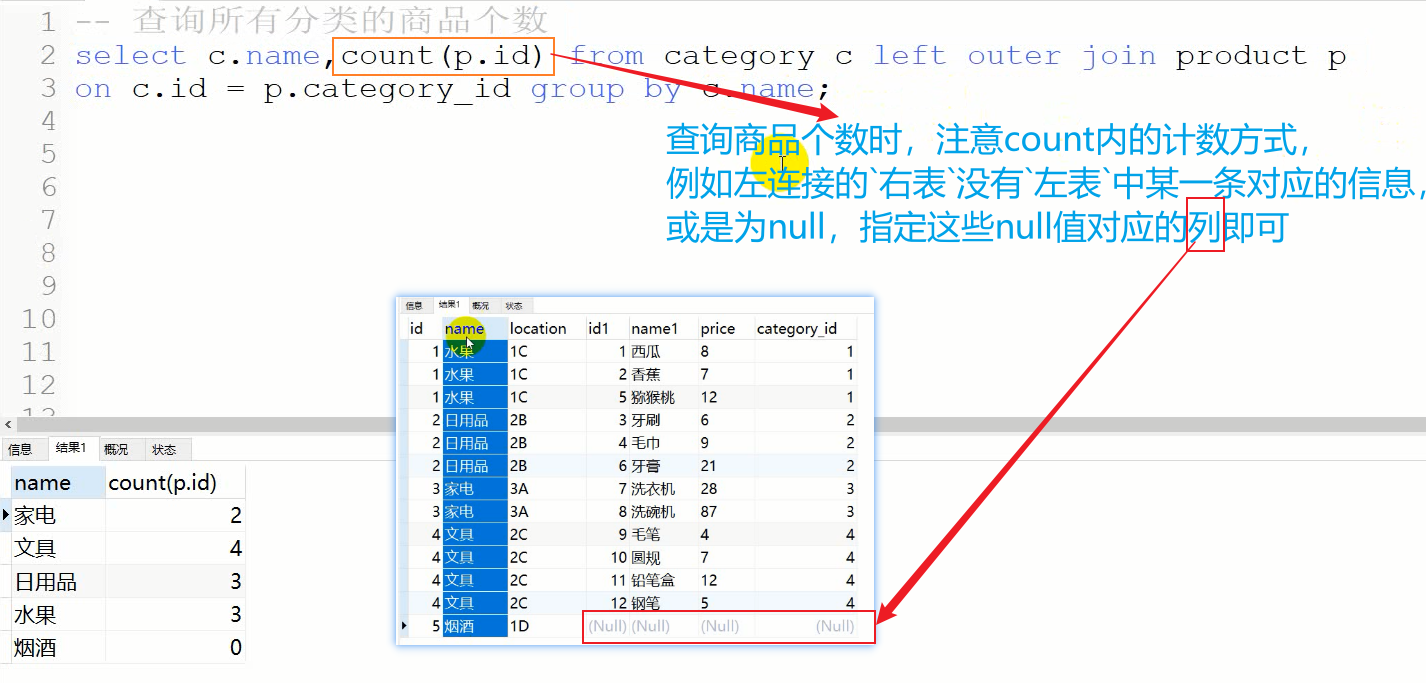 1 -- 查询所有分类的商品个数
2 select c.name,count(p.id) from category c left outer join product p
3 on c.id = p.category_id group by c.name;
4
5
6
7
8
9
10
11
12
13
查询商品个数时，注意count内的计数方式，
例如左连接的`右表`没有`左表`中某一条对应的信息，
或是为null，指定这些null值对应的列即可
信息 结果1 概况 状态
id name location id1 name1 price category_id
1 水果 1C 1 西瓜 8 1
1 水果 1C 2 香蕉 7 1
1 水果 1C 5 猕猴桃 12 1
2 日用品 2B 3 牙刷 6 2
2 日用品 2B 4 毛巾 9 2
2 日用品 2B 6 牙膏 21 2
3 家电 3A 7 洗衣机 28 3
3 家电 3A 8 洗碗机 87 3
4 文具 2C 9 毛笔 4 4
4 文具 2C 10 圆规 7 4
4 文具 2C 11 铅笔盒 12 4
4 文具 2C 12 钢笔 5 4
5 烟酒 1D (Null) (Null) (Null) (Null)
信息 结果1 概况 状态
name count(p.id)
家电 2
文具 4
日用品 3
水果 3
烟酒 0